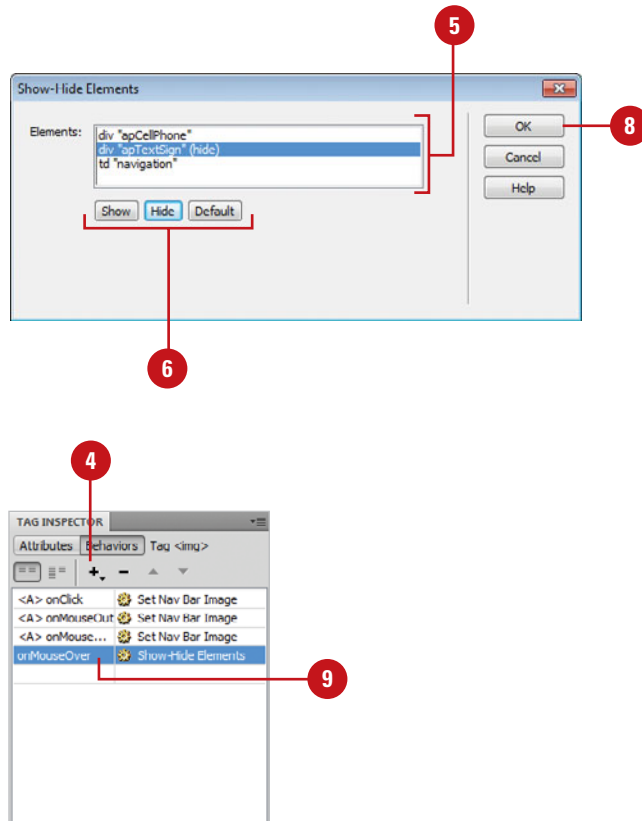 5
Show-Hide Elements
Elements:
div "apCellPhone"
div "apTextSign" (hide)
td "navigation"
OK
8
Cancel
Help
Show Hide Default
6
4
TAG INSPECTOR
Attributes Behaviors Tag <img>
<A> onClick Set Nav Bar Image
<A> onMouseOut Set Nav Bar Image
<A> onMouse... Set Nav Bar Image
onMouseOver Show-Hide Elements
9